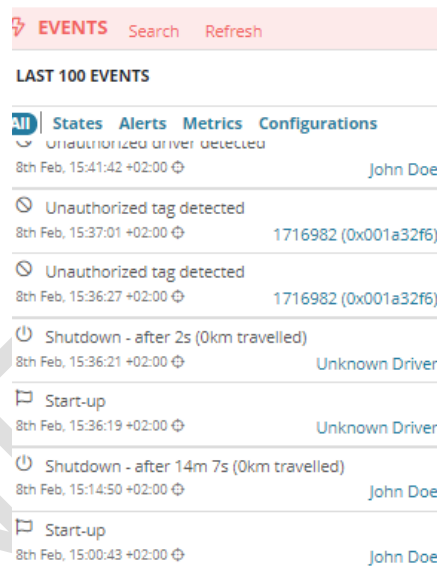 EVENTS Search Refresh
LAST 100 EVENTS
All States Alerts Metrics Configurations
Unauthorized driver detected
8th Feb, 15:41:42 +02:00 John Doe
Unauthorized tag detected
8th Feb, 15:37:01 +02:00 1716982 (0x001a32f6)
Unauthorized tag detected
8th Feb, 15:36:27 +02:00 1716982 (0x001a32f6)
Shutdown - after 2s (0km travelled)
8th Feb, 15:36:21 +02:00 Unknown Driver
Start-up
8th Feb, 15:36:19 +02:00 Unknown Driver
Shutdown - after 14m 7s (0km travelled)
8th Feb, 15:14:50 +02:00 John Doe
Start-up
8th Feb, 15:00:43 +02:00 John Doe